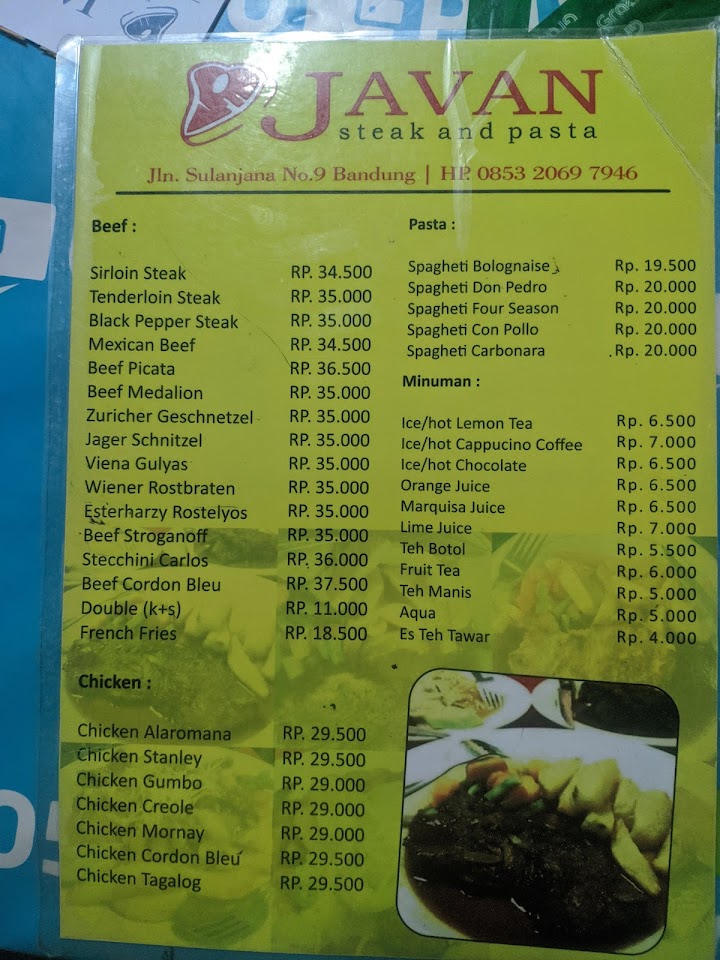 JAVAN
steak and pasta
Jln. Sulanjana No.9 Bandung | HP. 0853 2069 7946
Beef :
Sirloin Steak RP. 34.500
Tenderloin Steak RP. 35.000
Black Pepper Steak RP. 35.000
Mexican Beef RP. 34.500
Beef Picata RP. 36.500
Beef Medalion RP. 35.000
Zuricher Geschnetzel RP. 35.000
Jager Schnitzel RP. 35.000
Viena Gulyas RP. 35.000
Wiener Rostbraten RP. 35.000
Esterharzy Rostelyos RP. 35.000
Beef Stroganoff RP. 35.000
Stecchini Carlos RP. 36.000
Beef Cordon Bleu RP. 37.500
Double (k+s) RP. 11.000
French Fries RP. 18.500
Chicken :
Chicken Alaromana RP. 29.500
Chicken Stanley RP. 29.500
Chicken Gumbo RP. 29.000
Chicken Creole RP. 29.000
Chicken Mornay RP. 29.000
Chicken Cordon Bleu RP. 29.500
Chicken Tagalog RP. 29.500
Pasta :
Spagheti Bolognaise Rp. 19.500
Spagheti Don Pedro Rp. 20.000
Spagheti Four Season Rp. 20.000
Spagheti Con Pollo Rp. 20.000
Spagheti Carbonara Rp. 20.000
Minuman :
Ice/hot Lemon Tea Rp. 6.500
Ice/hot Cappucino Coffee Rp. 7.000
Ice/hot Chocolate Rp. 6.500
Orange Juice Rp. 6.500
Marquisa Juice Rp. 6.500
Lime Juice Rp. 7.000
Teh Botol Rp. 5.500
Fruit Tea Rp. 6.000
Teh Manis Rp. 5.000
Aqua Rp. 5.000
Es Teh Tawar Rp. 4.000